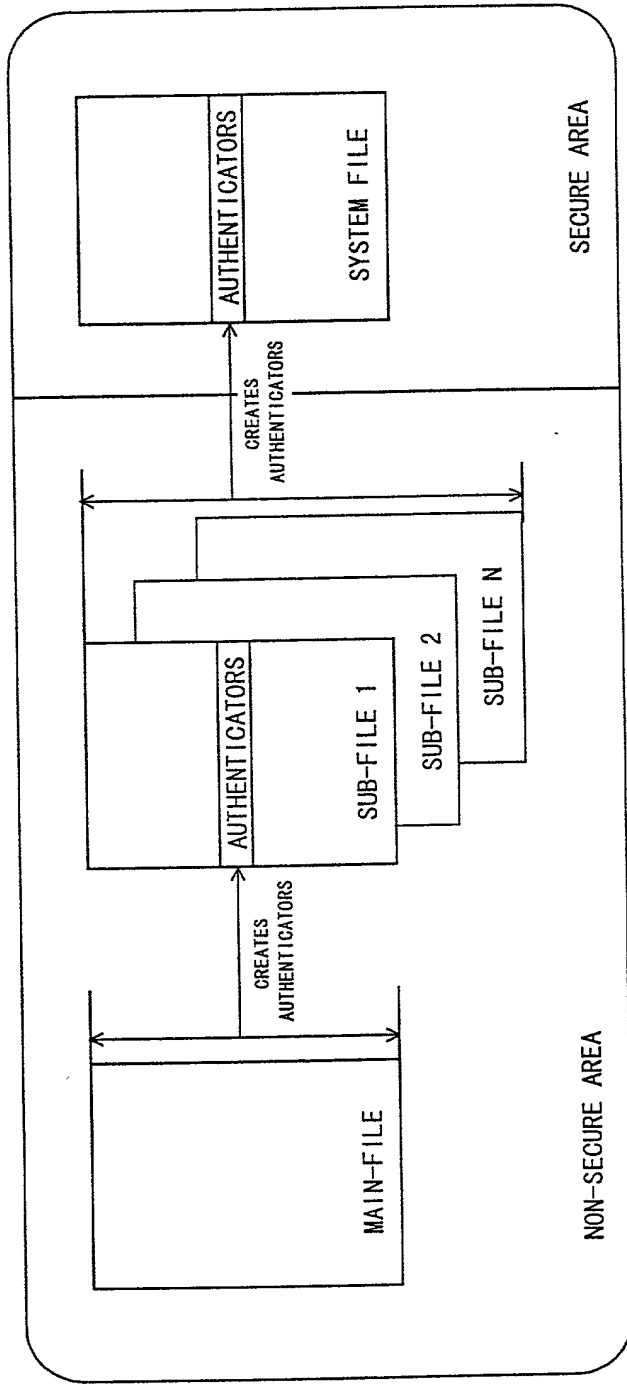 MAIN-FILE
CREATES
AUTHENTICATORS
AUTHENTICATORS
SUB-FILE 1
SUB-FILE 2
SUB-FILE N
CREATES
AUTHENTICATORS
AUTHENTICATORS
SYSTEM FILE
NON-SECURE AREA
SECURE AREA